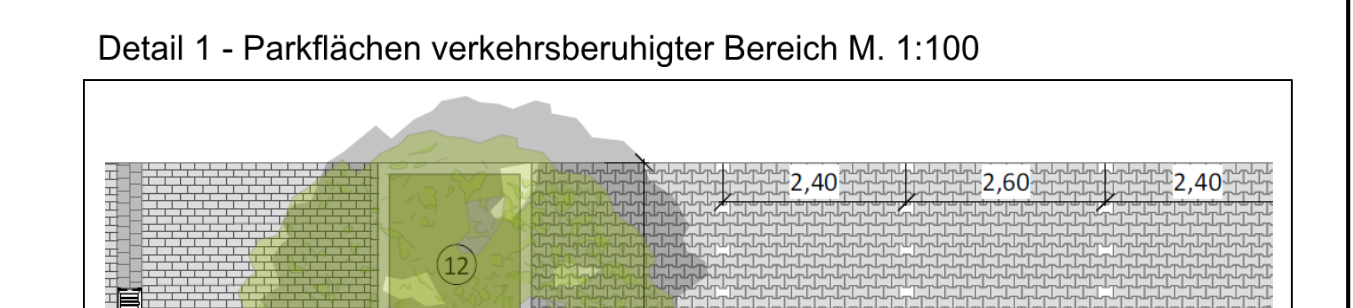 Detail 1 - Parkflächen verkehrsberuhigter Bereich M. 1:100
2,40 2,60 2,40
12